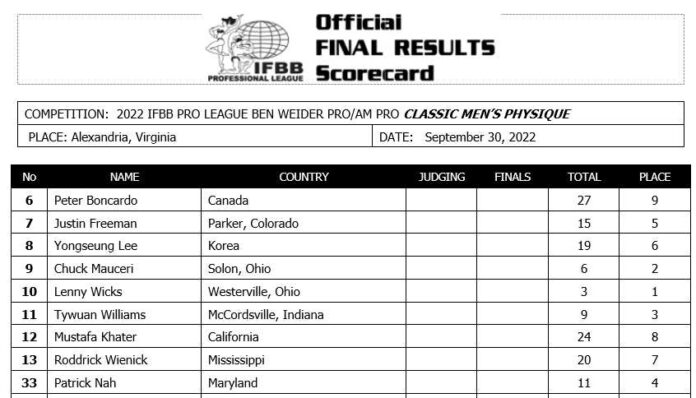 Official
FINAL RESULTS
Scorecard
IFBB
PROFESSIONAL LEAGUE
COMPETITION: 2022 IFBB PRO LEAGUE BEN WEIDER PRO/AM PRO CLASSIC MEN'S PHYSIQUE
PLACE: Alexandria, Virginia DATE: September 30, 2022
No NAME COUNTRY JUDGING FINALS TOTAL PLACE
6 Peter Boncardo Canada 27 9
7 Justin Freeman Parker, Colorado 15 5
8 Yongseung Lee Korea 19 6
9 Chuck Mauceri Solon, Ohio 6 2
10 Lenny Wicks Westerville, Ohio 3 1
11 Tywuan Williams McCordsville, Indiana 9 3
12 Mustafa Khater California 24 8
13 Roddrick Wienick Mississippi 20 7
33 Patrick Nah Maryland 11 4